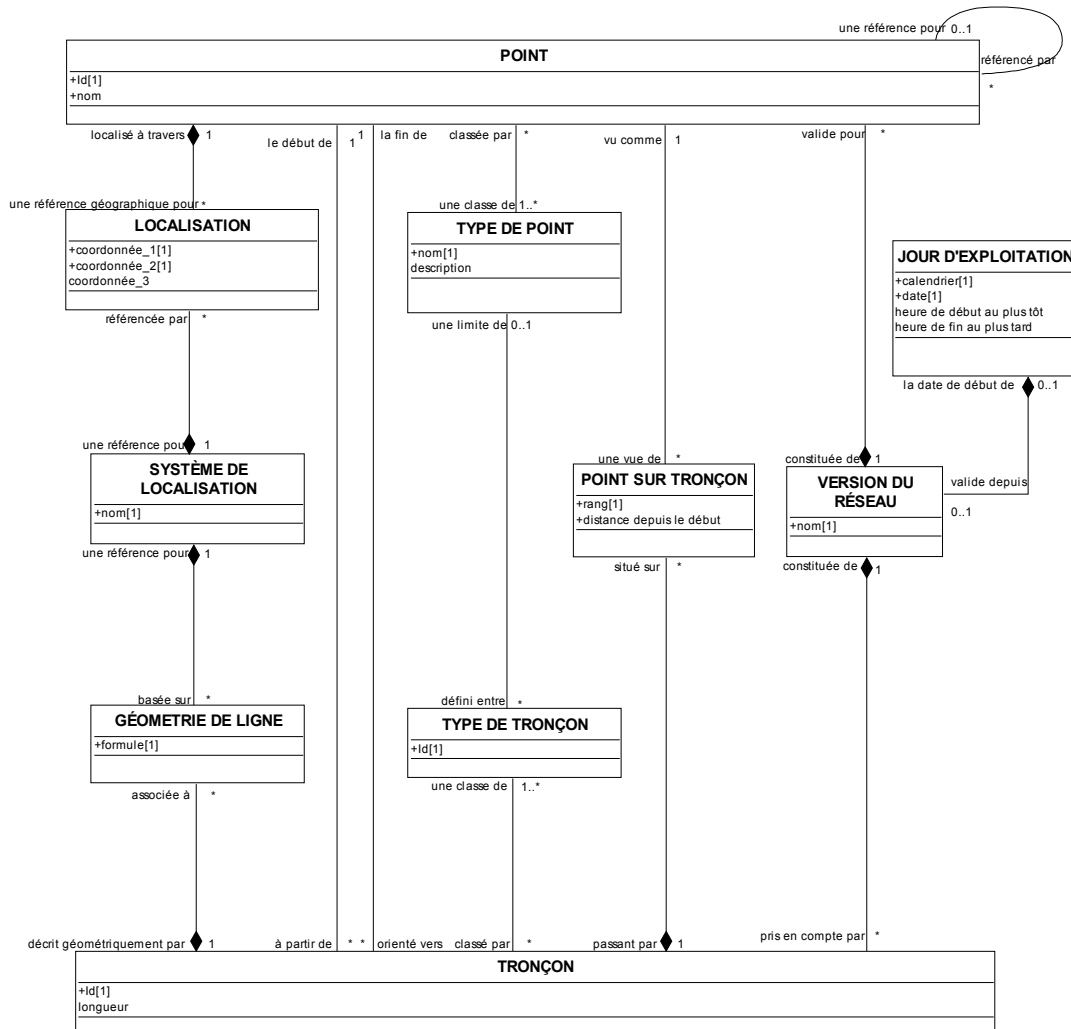 une référence pour 0..1
POINT
référencé par
+Id[1]
+nom
*
localisé à travers 1
le début de 1
1 la fin de
classée par *
vu comme 1
valide pour *
une référence géographique pour *
une classe de 1..*
LOCALISATION
+coordonnée_1[1]
+coordonnée_2[1]
coordonnée_3
TYPE DE POINT
+nom[1]
description
JOUR D'EXPLOITATION
+calendrier[1]
+date[1]
heure de début au plus tôt
heure de fin au plus tard
référencée par *
une limite de 0..1
la date de début de 0..1
une référence pou 1
une vue de *
constituée de 1
SYSTÈME DE
LOCALISATION
+nom[1]
POINT SUR TRONÇON
+rang[1]
+distance depuis le début
VERSION DU
RÉSEAU
+nom[1]
valide depuis
0..1
une référence pour 1
situé sur *
constituée de 1
basée sur *
défini entre *
GÉOMETRIE DE LIGNE
+formule[1]
TYPE DE TRONÇON
+Id[1]
associée à *
une classe de 1..*
décrit géométriquement par 1
à partir de *
* orienté vers
classé par *
passant par 1
pris en compte par *
TRONÇON
+Id[1]
longueur